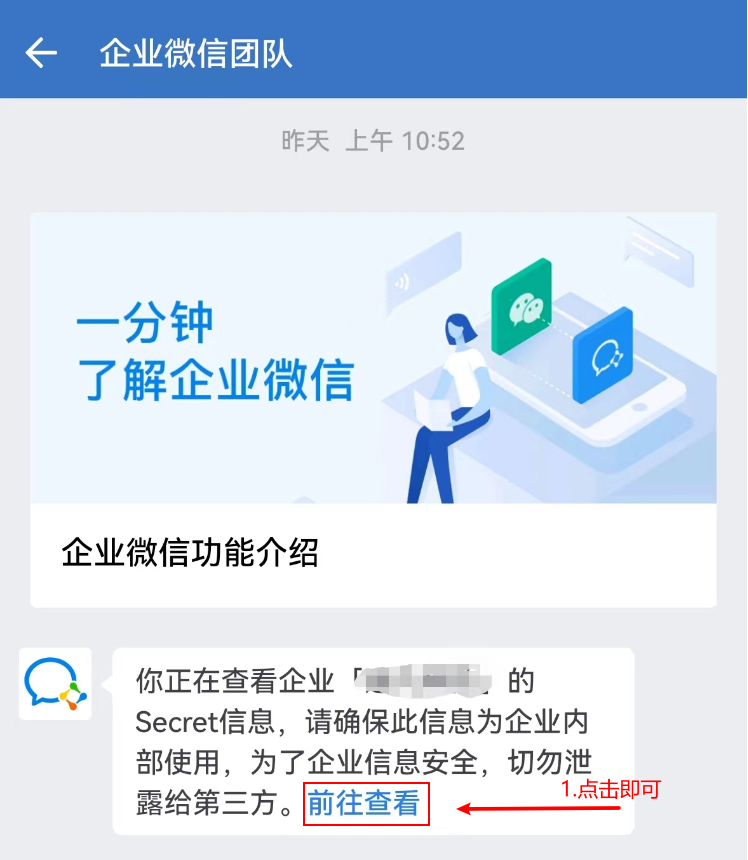 企业微信团队
昨天 上午 10:52
一分钟
了解企业微信
企业微信功能介绍
你正在查看企业「」的
Secret信息，请确保此信息为企业内
部使用，为了企业信息安全，切勿泄
露给第三方。前往查看
1.点击即可